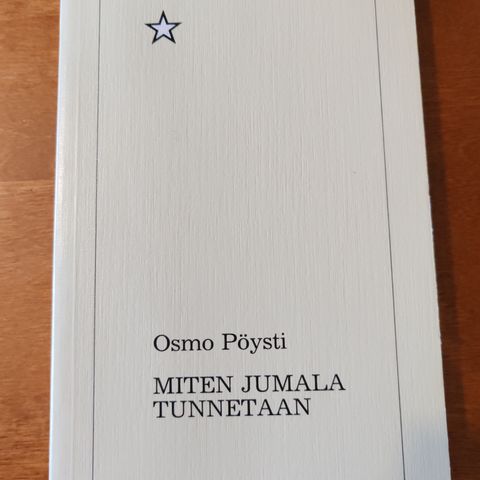 Osmo Pöysti
MITEN JUMALA
TUNNETAAN